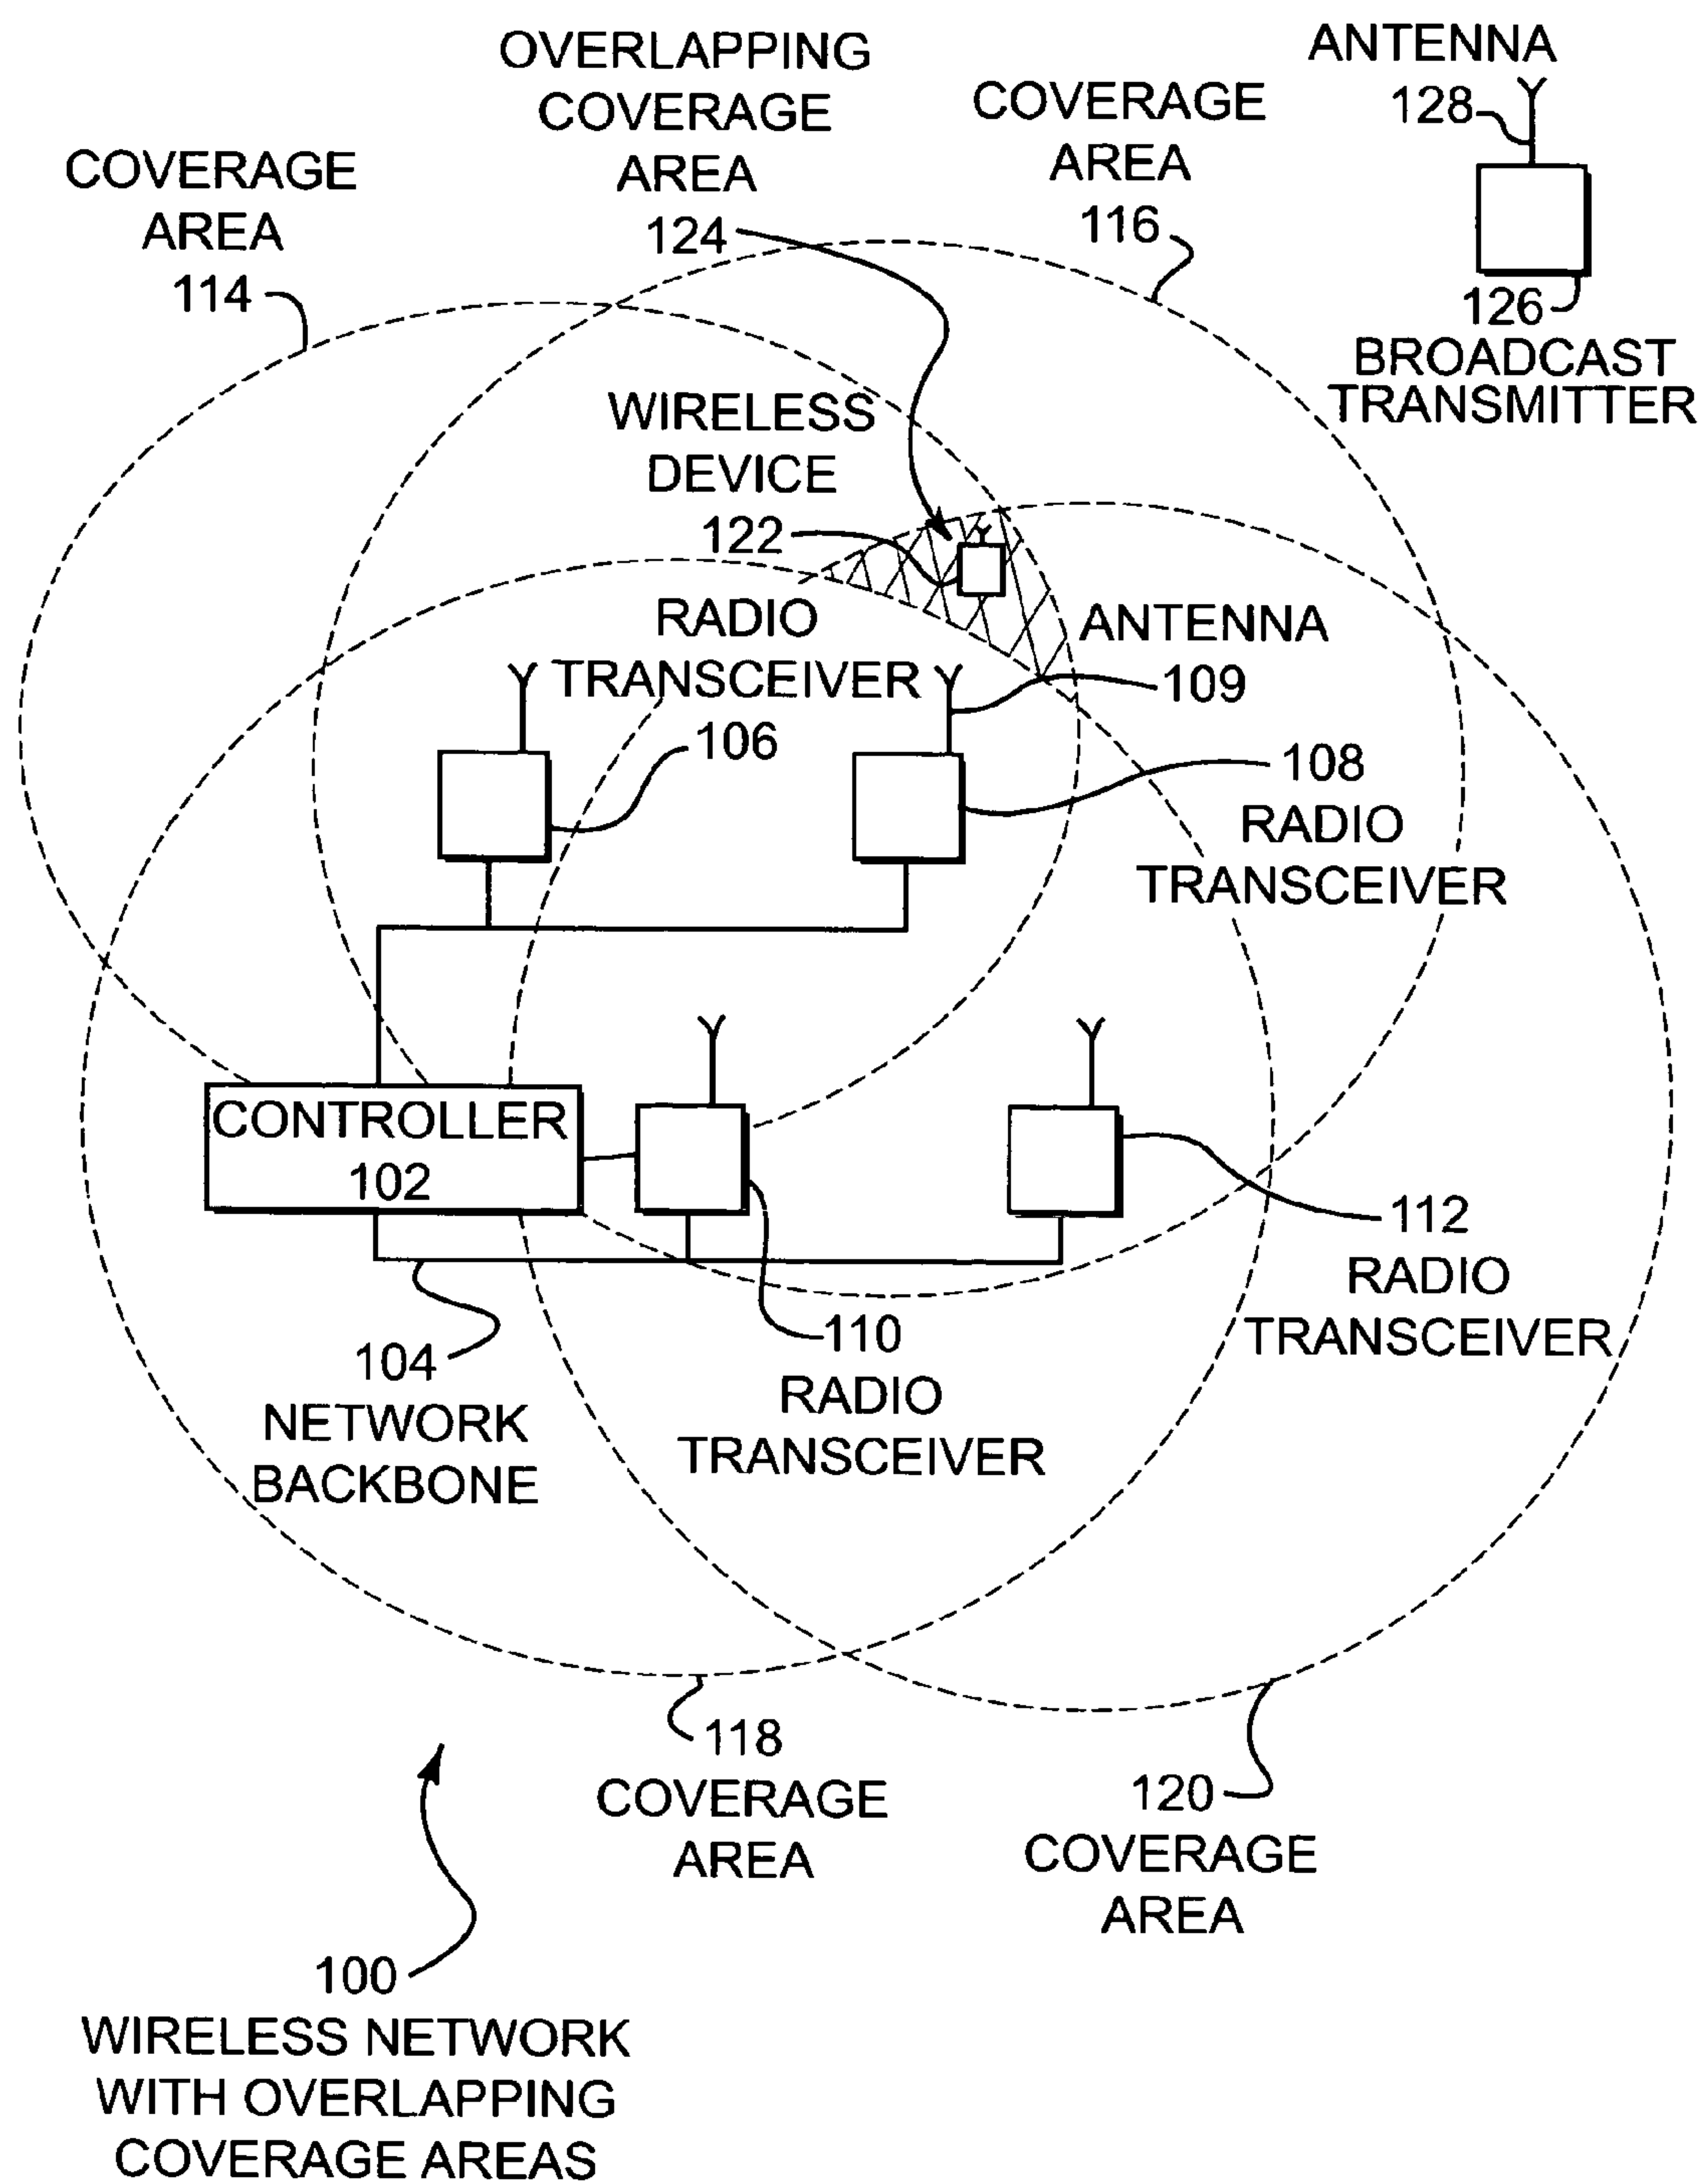 OVERLAPPING
COVERAGE
AREA
124
COVERAGE
AREA
116
ANTENNA
128
126
BROADCAST
TRANSMITTER
COVERAGE
AREA
114
WIRELESS
DEVICE
122
RADIO
TRANSCEIVER
106
ANTENNA
109
108
RADIO
TRANSCEIVER
CONTROLLER
102
112
RADIO
TRANSCEIVER
110
RADIO
TRANSCEIVER
104
NETWORK
BACKBONE
118
COVERAGE
AREA
120
COVERAGE
AREA
100
WIRELESS NETWORK
WITH OVERLAPPING
COVERAGE AREAS